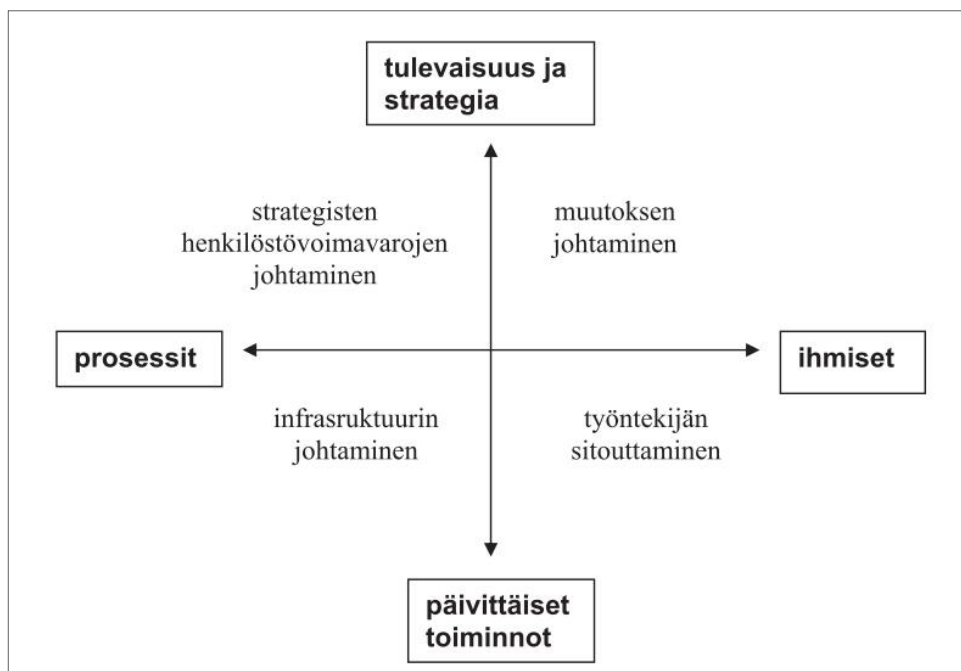 tulevaisuus ja
strategia
strategisten
henkilöstövoimavarojen
johtaminen
muutoksen
johtaminen
prosessit
ihmiset
infrasruktuurin
johtaminen
työntekijän
sitouttaminen
päivittäiset
toiminnot